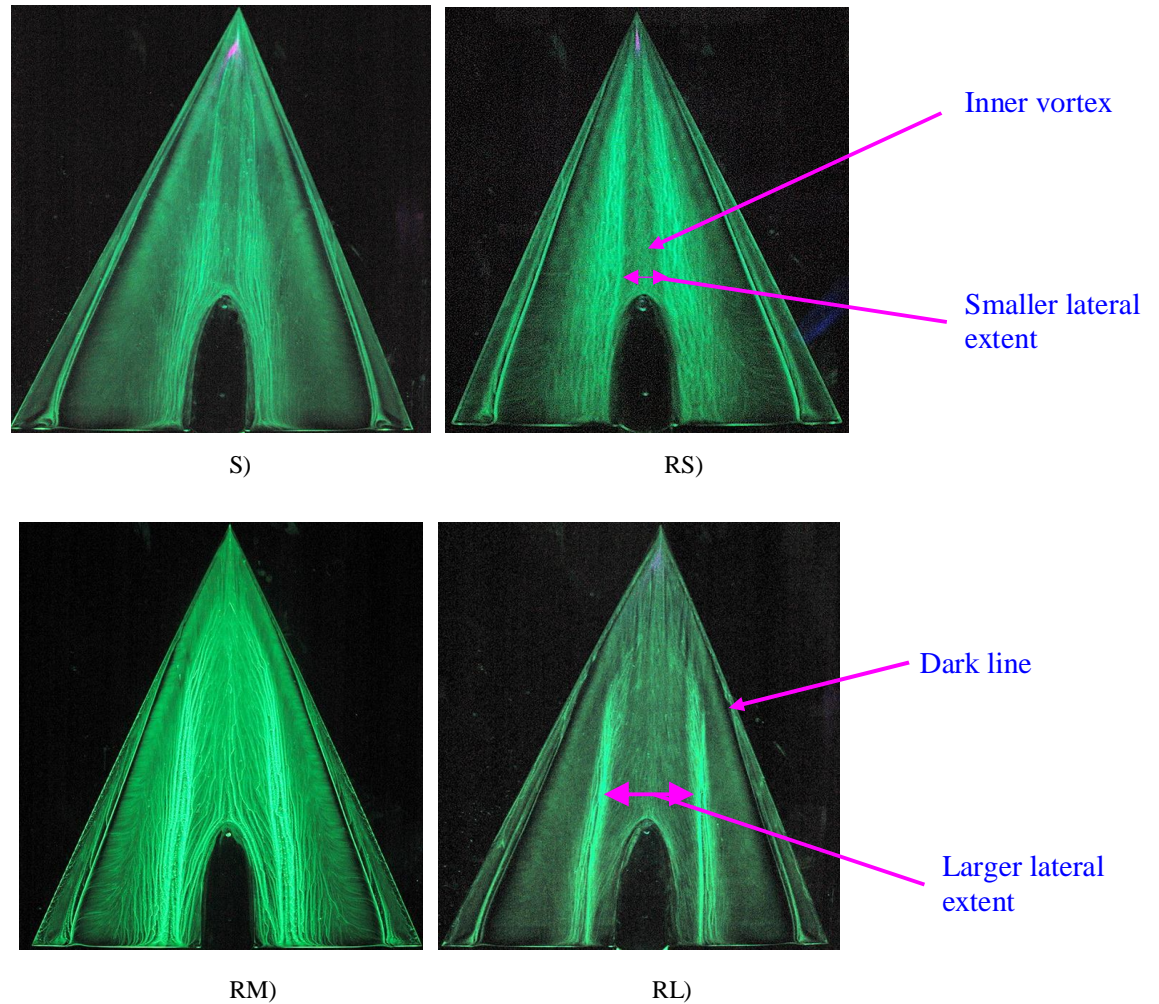 Inner vortex
Smaller lateral
extent
S)
RS)
Dark line
Larger lateral
extent
RM)
RL)